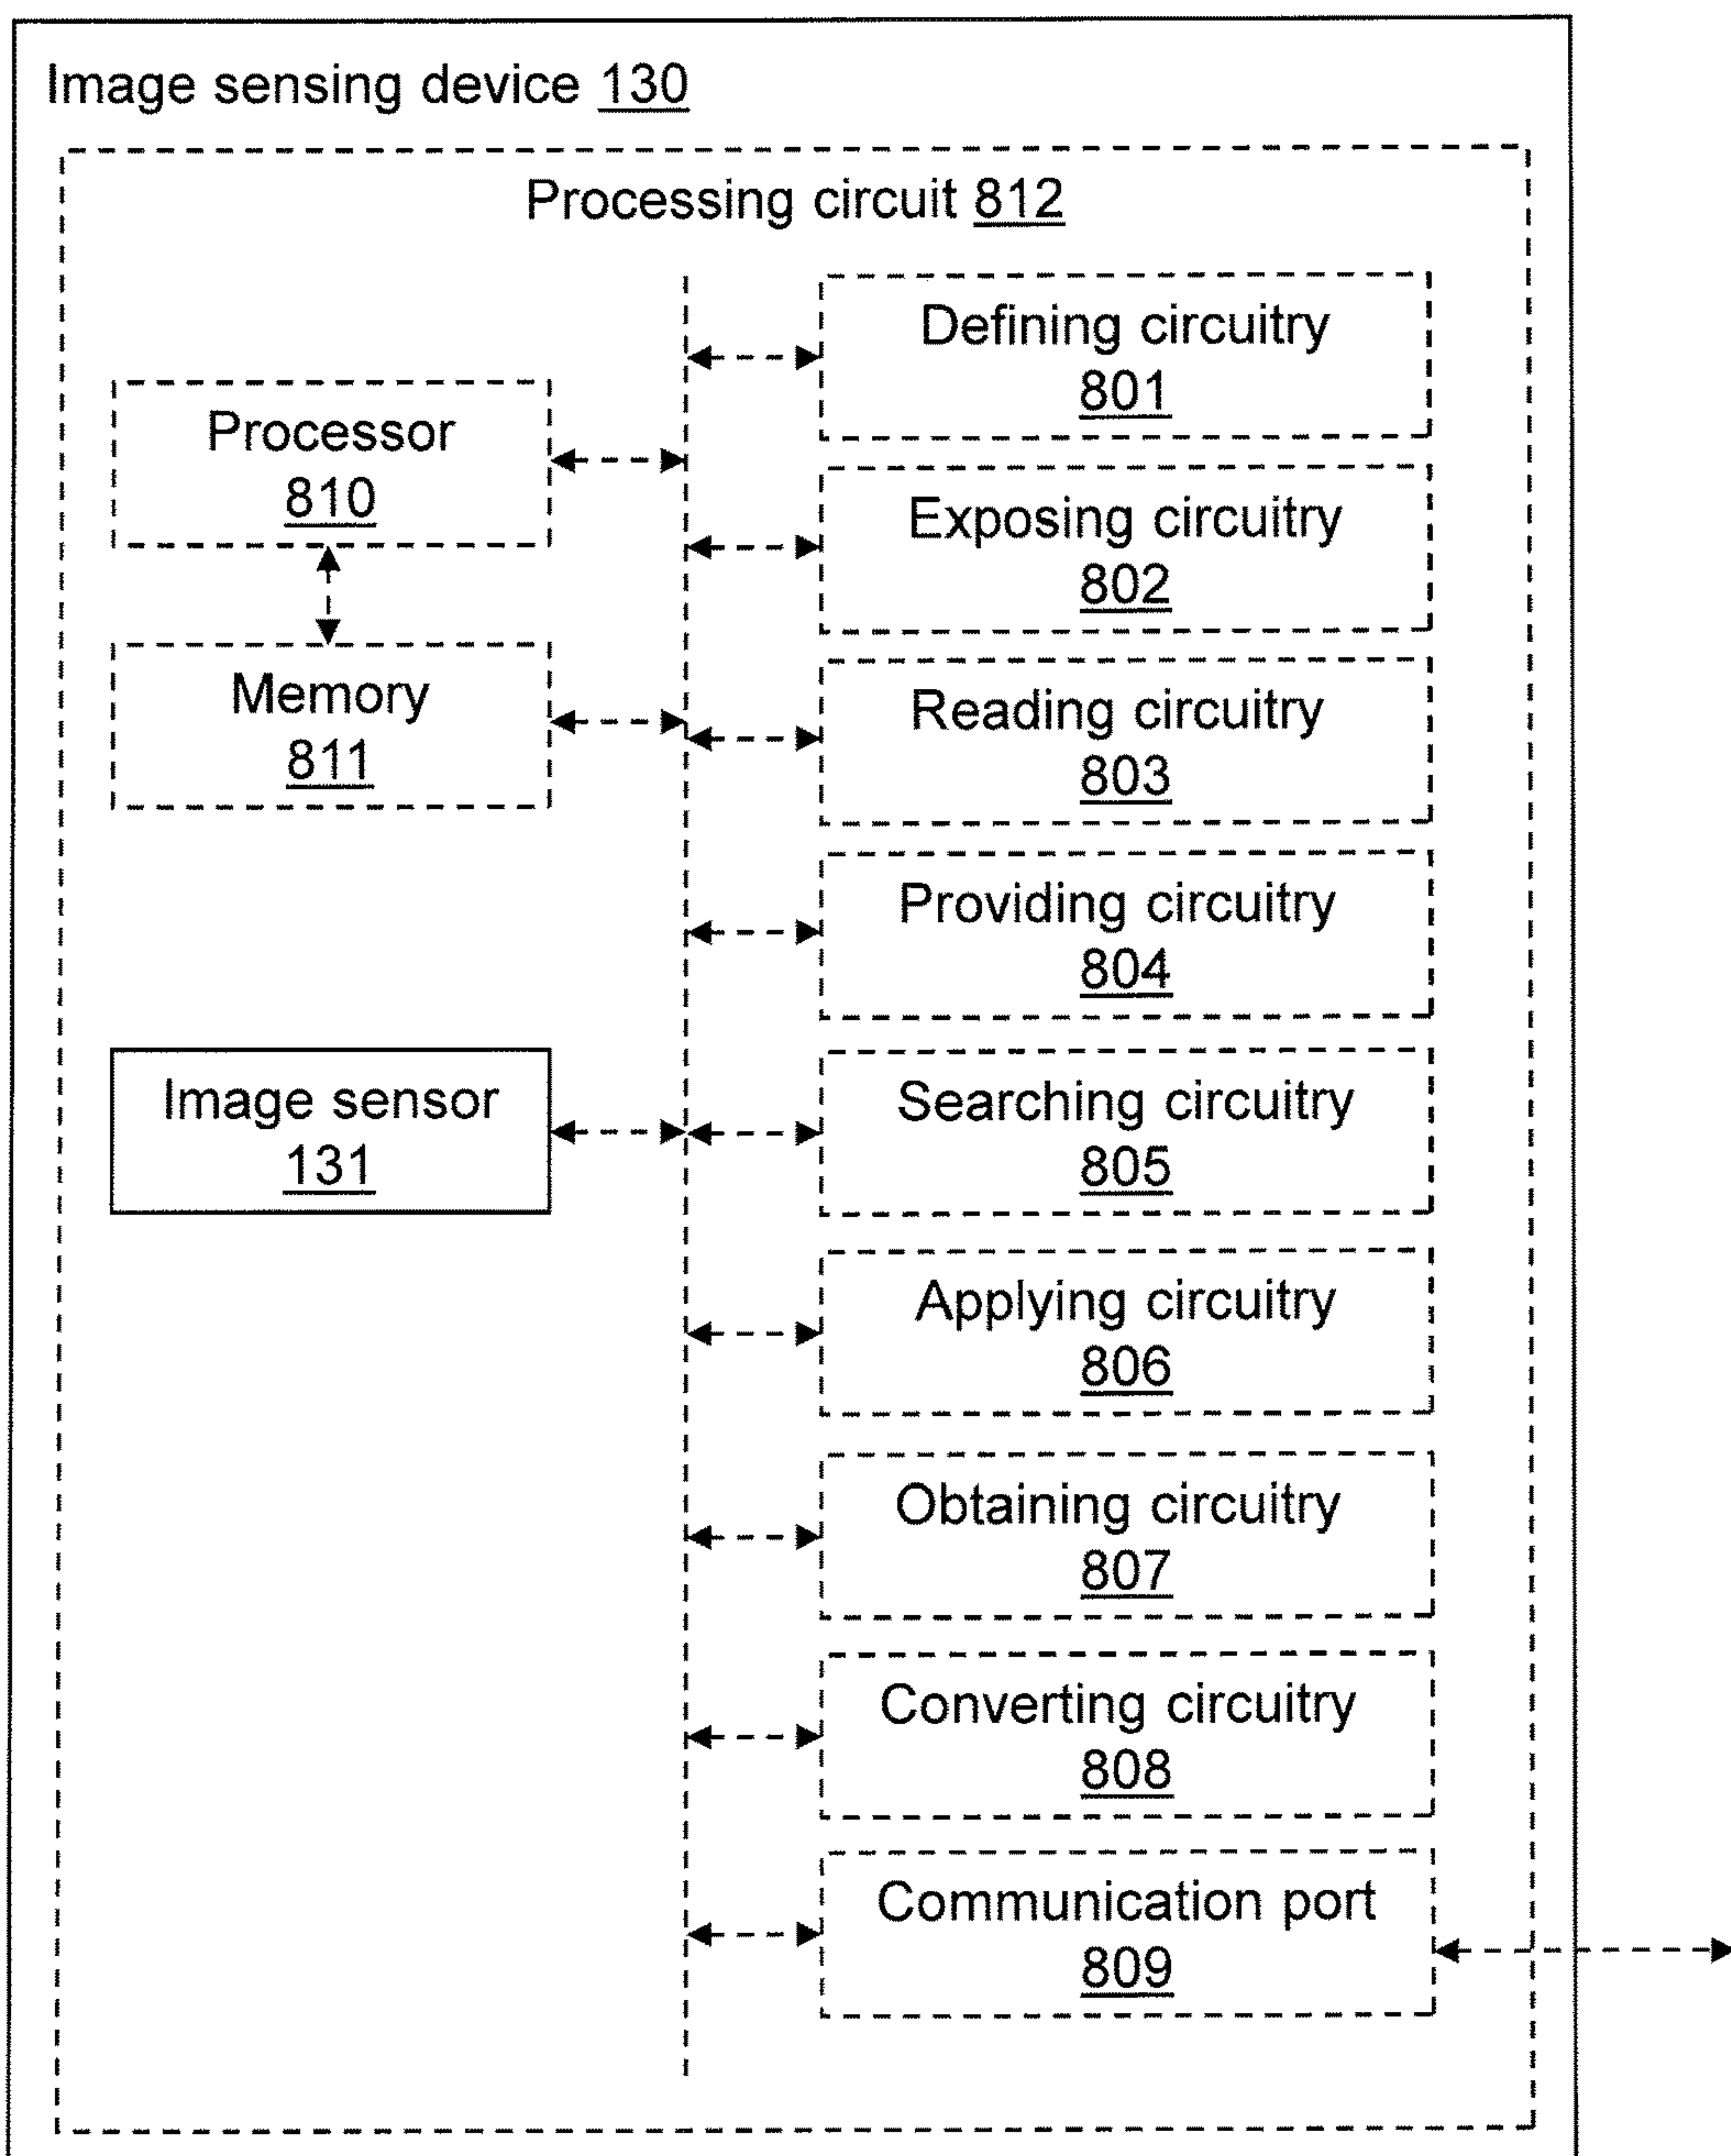 Image sensing device 130
Processing circuit 812
Processor
810
Memory
811
Image sensor
131
Defining circuitry
801
Exposing circuitry
802
Reading circuitry
803
Providing circuitry
804
Searching circuitry
805
Applying circuitry
806
Obtaining circuitry
807
Converting circuitry
808
Communication port
809